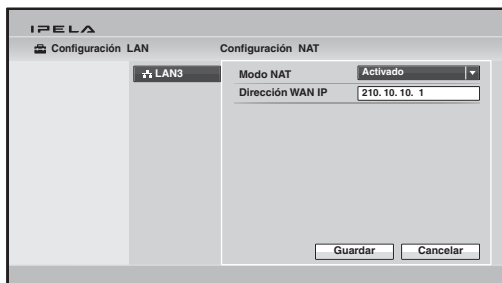 IPELA
Configuración LAN Configuración NAT
LAN3
Modo NAT Activado
Dirección WAN IP 210. 10. 10. 1
Guardar Cancelar